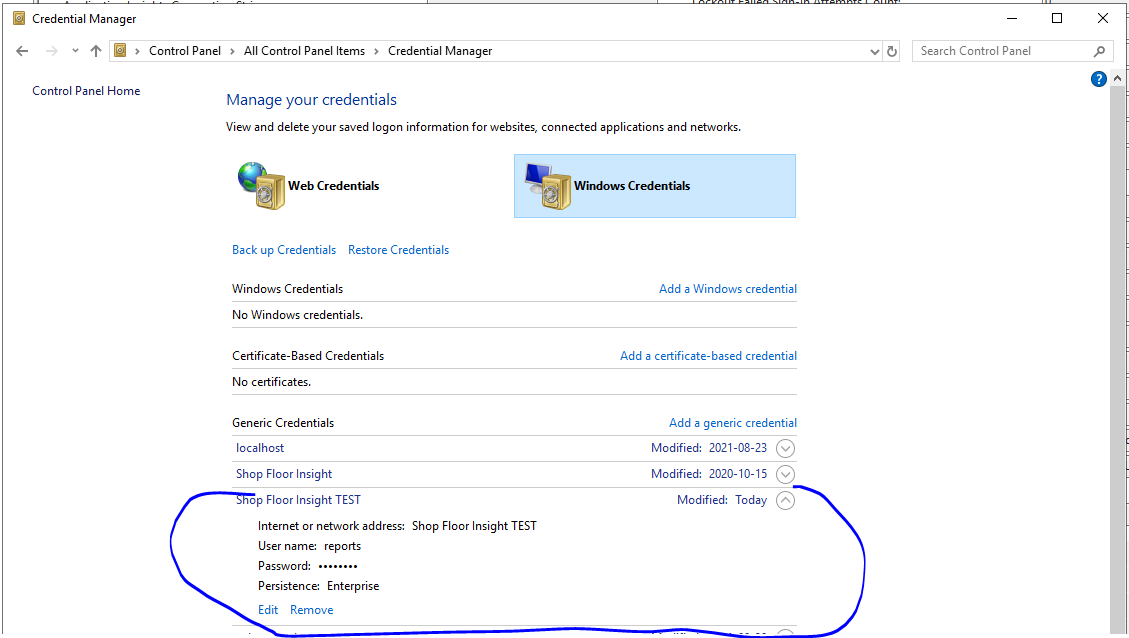 Credential Manager
Control Panel > All Control Panel Items > Credential Manager
Search Control Panel
Control Panel Home
?
Manage your credentials
View and delete your saved logon information for websites, connected applications and networks.
Web Credentials
Windows Credentials
Back up Credentials Restore Credentials
Windows Credentials Add a Windows credential
No Windows credentials.
Certificate-Based Credentials Add a certificate-based credential
No certificates.
Generic Credentials Add a generic credential
localhost Modified: 2021-08-23
Shop Floor Insight Modified: 2020-10-15
Shop Floor Insight TEST Modified: Today
Internet or network address: Shop Floor Insight TEST
User name: reports
Password: ••••••••
Persistence: Enterprise
Edit Remove